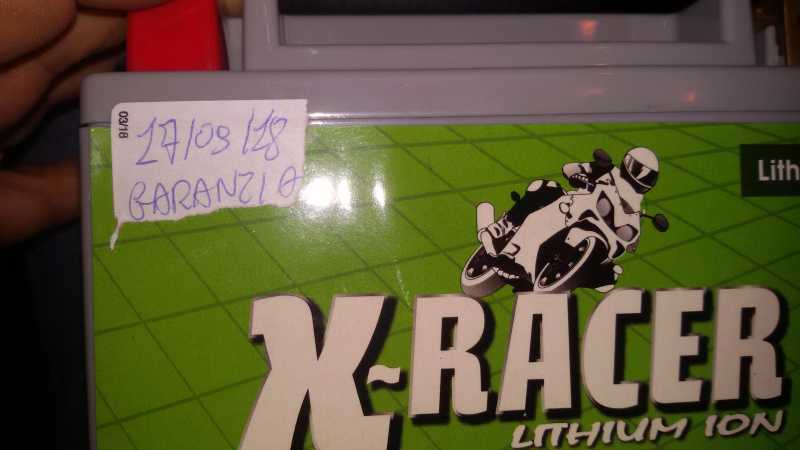 03/18
17/09/18
GARANZIA
Lith
X-RACER
LITHIUM ION